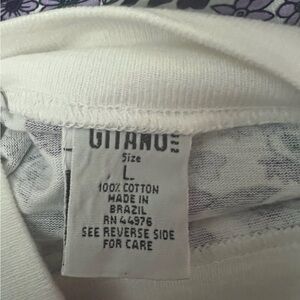 GITANO
Size
L
100% COTTON
MADE IN
BRAZIL
RN 44976
SEE REVERSE SIDE
FOR CARE